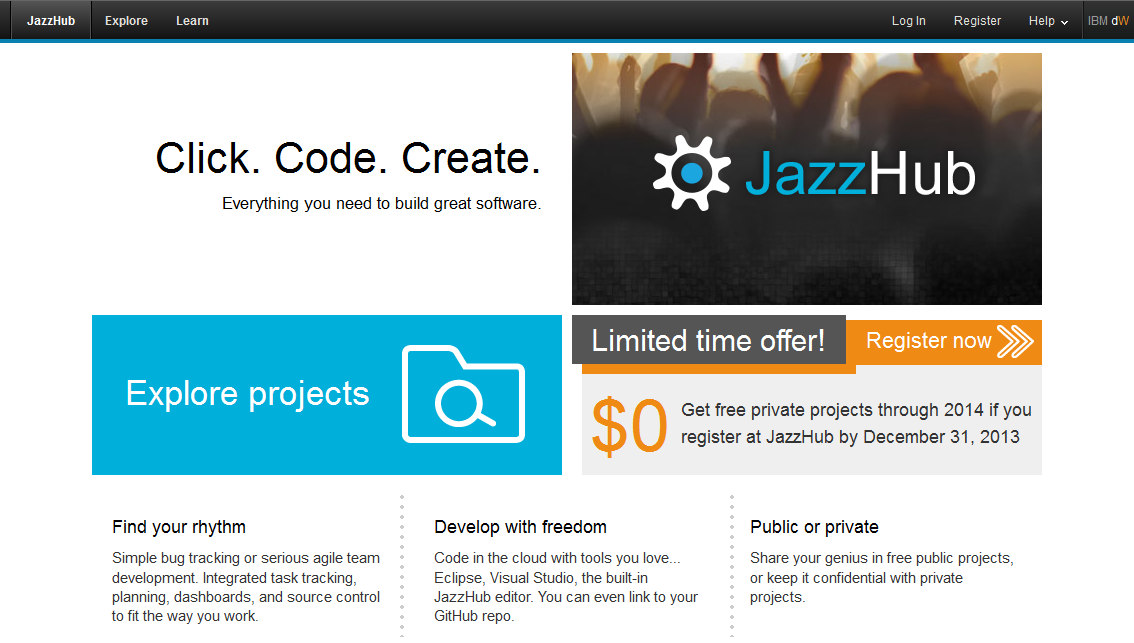 JazzHub Explore Learn Log In Register Help IBM dW
Click. Code. Create.
Everything you need to build great software.
JazzHub
Explore projects
Limited time offer!
Register now
$0
Get free private projects through 2014 if you
register at JazzHub by December 31, 2013
Find your rhythm
Simple bug tracking or serious agile team
development. Integrated task tracking,
planning, dashboards, and source control
to fit the way you work.
Develop with freedom
Code in the cloud with tools you love...
Eclipse, Visual Studio, the built-in
JazzHub editor. You can even link to your
GitHub repo.
Public or private
Share your genius in free public projects,
or keep it confidential with private
projects.